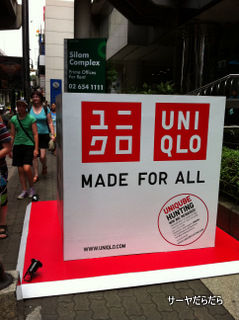 Silom
Complex
Prime Offices
for Rent
02 654 1111
ユニ
クロ
UNI
QLO
MADE FOR ALL
UNIQUBE
HUNTING
WWW.UNIQLO.COM
サーヤだらだら